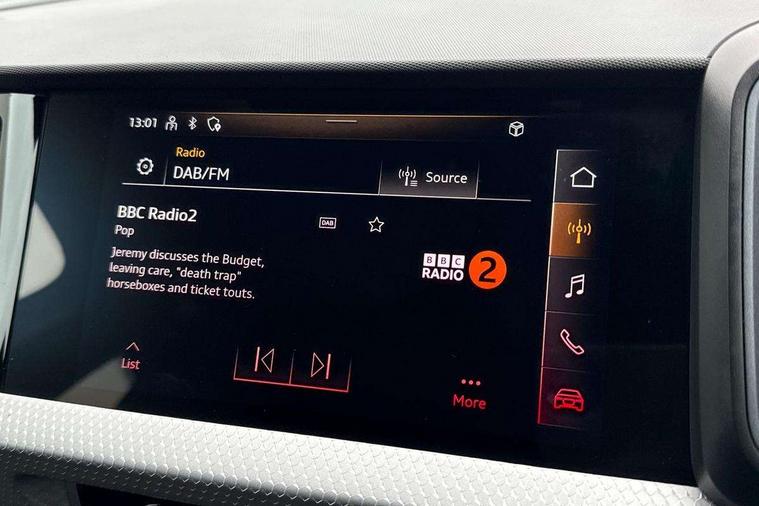 13:01
Radio
DAB/FM
Source
BBC Radio2
DAB
Pop
Jeremy discusses the Budget,
leaving care, "death trap"
horseboxes and ticket touts.
BBC
RADIO 2
List
More